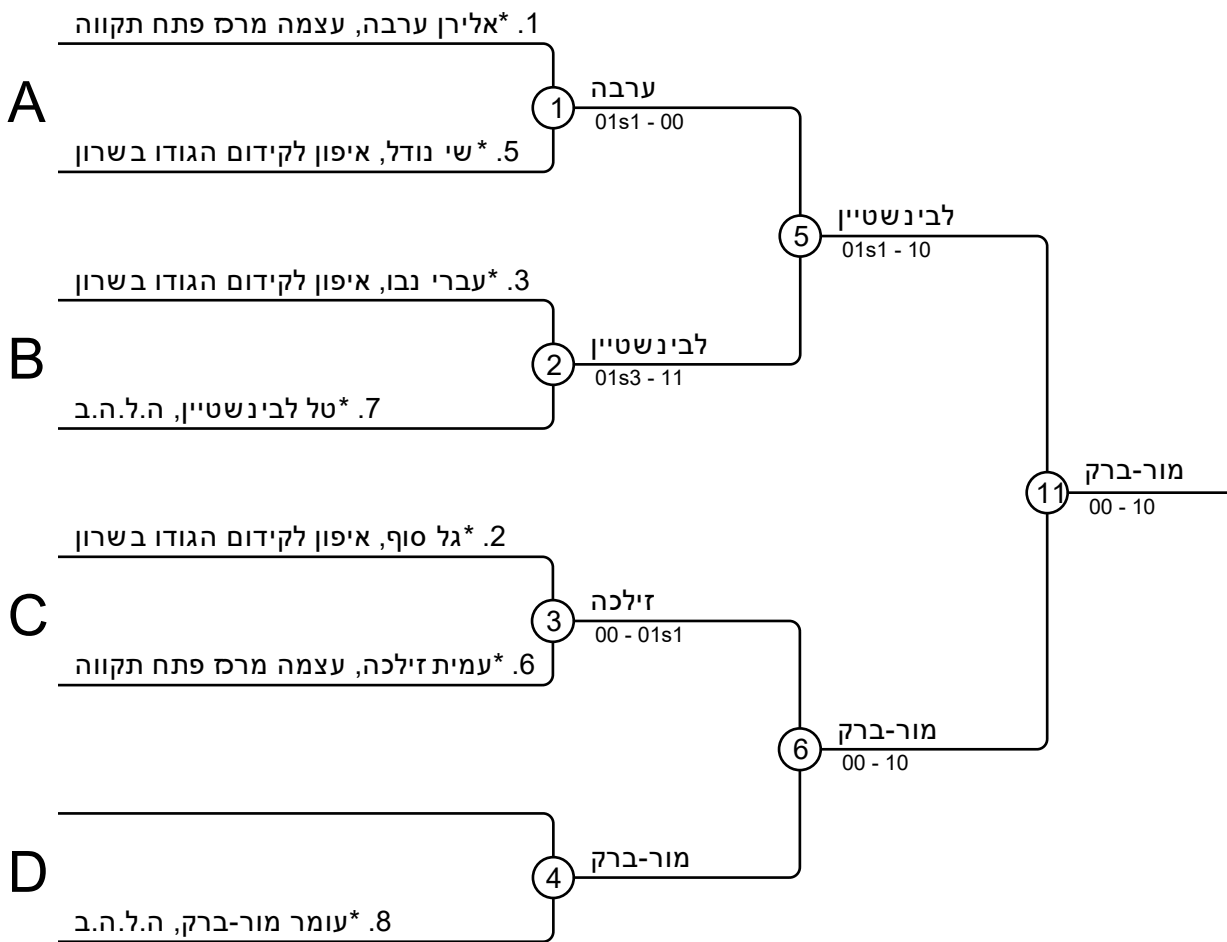 1. *אלירן ערבה, עצמה מרכז פתח תקווה
A
1
ערבה
01s1 - 00
5. *שי נודל, איפון לקידום הגודו בשרון
5
לבינשטיין
01s1 - 10
3. *עברי נבו, איפון לקידום הגודו בשרון
B
2
לבינשטיין
01s3 - 11
7. *טל לבינשטיין, ה.ל.ה.ב
11
מור-ברק
00 - 10
2. *גל סוף, איפון לקידום הגודו בשרון
C
3
זילכה
00 - 01s1
6. *עמית זילכה, עצמה מרכז פתח תקווה
6
מור-ברק
00 - 10
D
4
מור-ברק
8. *עומר מור-ברק, ה.ל.ה.ב